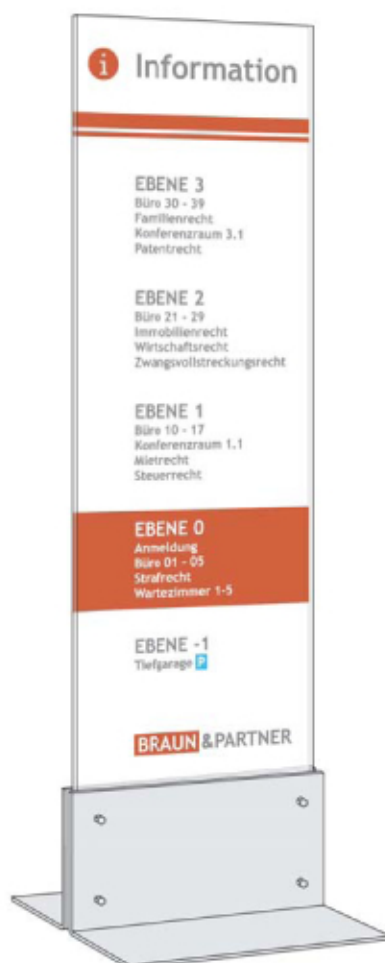 i Information
EBENE 3
Büro 30 - 39
Familienrecht
Konferenzraum 3.1
Patentrecht
EBENE 2
Büro 21 - 29
Immobilienrecht
Wirtschaftsrecht
Zwangsvollstreckungsrecht
EBENE 1
Büro 10 - 17
Konferenzraum 1.1
Mietrecht
Steuerrecht
EBENE 0
Anmeldung
Büro 01 - 05
Strafrecht
Wartezimmer 1-5
EBENE -1
Tiefgarage P
BRAUN &PARTNER